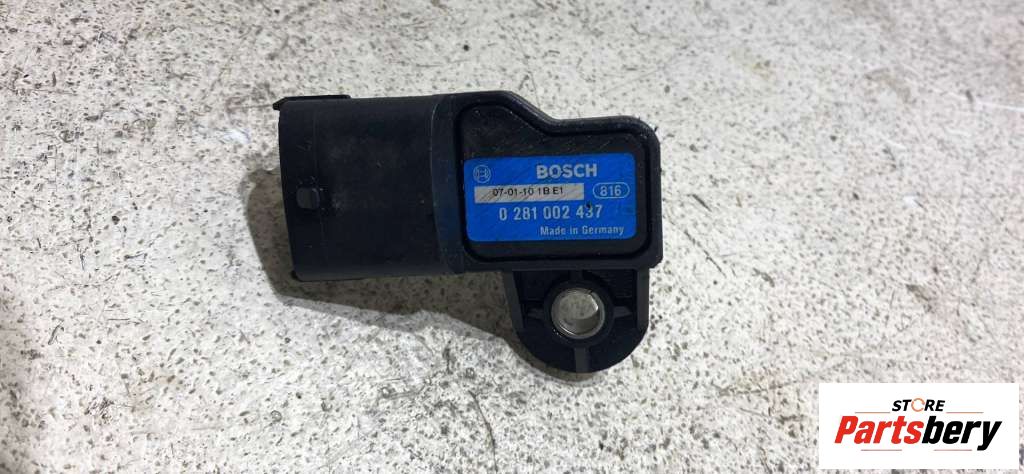 BOSCH
07-01-10 1B E1
816
0 281 002 437
Made in Germany
STORE
Partsbery